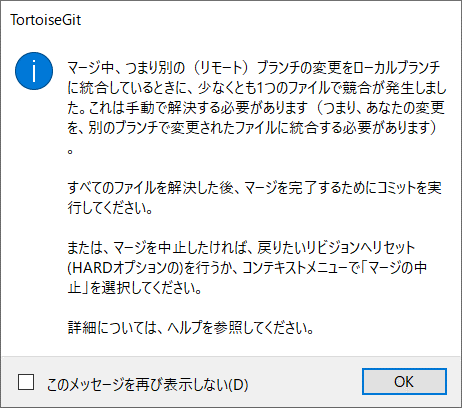 TortoiseGit
マージ中、つまり別の（リモート）ブランチの変更をローカルブランチ
に統合しているときに、少なくとも1つのファイルで競合が発生しまし
た。これは手動で解決する必要があります（つまり、あなたの変更
を、別のブランチで変更されたファイルに統合する必要があります）
。
すべてのファイルを解決した後、マージを完了するためにコミットを実
行してください。
または、マージを中止したければ、戻りたいリビジョンへリセット
(HARDオプションの)を行うか、コンテキストメニューで「マージの中
止」を選択してください。
詳細については、ヘルプを参照してください。
このメッセージを再び表示しない(D)
OK